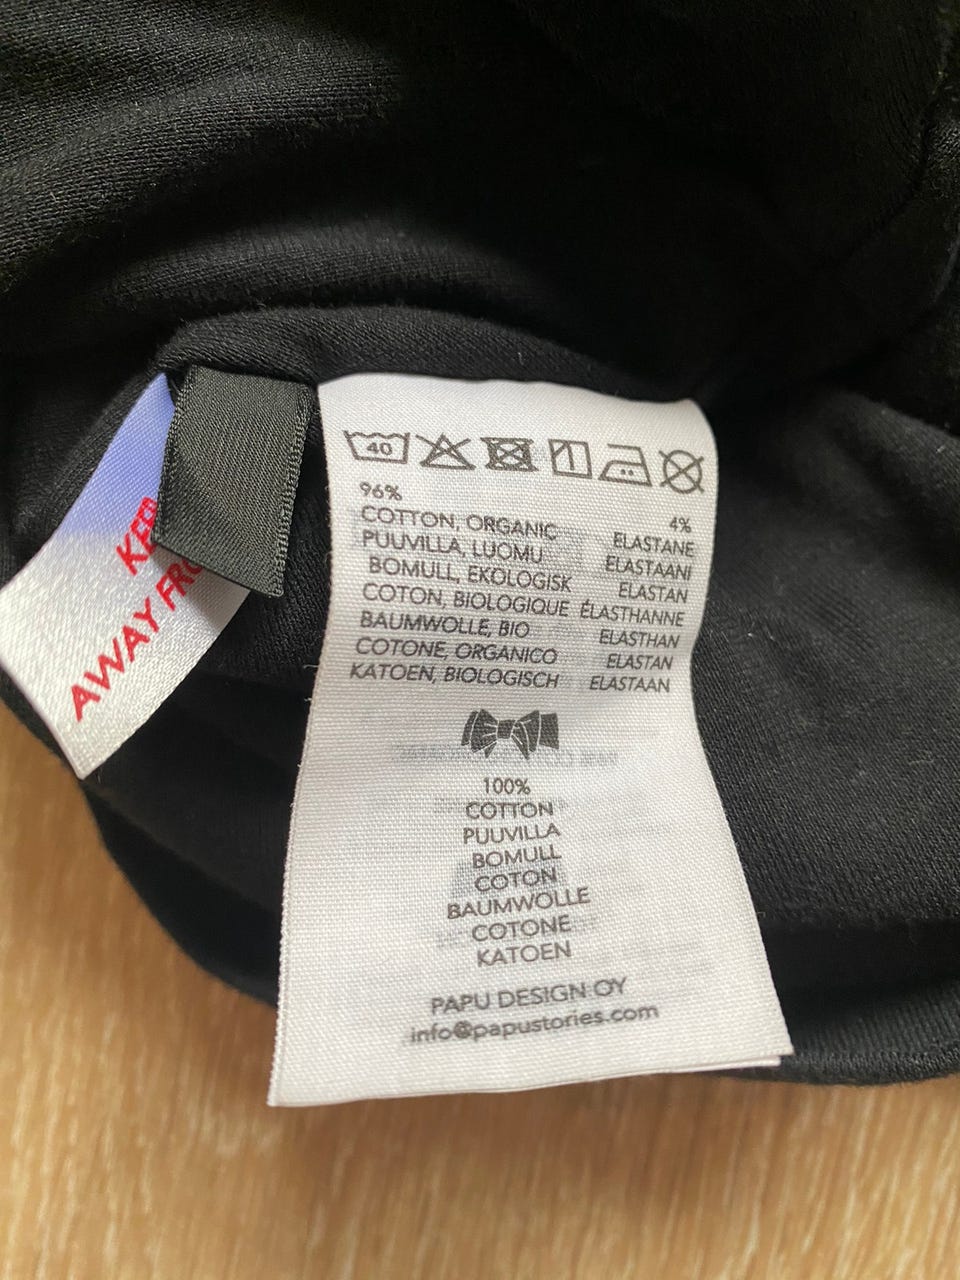 40
96%
COTTON, ORGANIC
PUUVILLA, LUOMU
BOMULL, EKOLOGISK
COTON, BIOLOGIQUE
BAUMWOLLE, BIO
COTONE, ORGANICO
KATOEN, BIOLOGISCH
4%
ELASTANE
ELASTAANI
ELASTAN
ÉLASTHANNE
ELASTHAN
ELASTAN
ELASTAAN
100%
COTTON
PUUVILLA
BOMULL
COTON
BAUMWOLLE
COTONE
KATOEN
PAPU DESIGN OY
info@papustories.com
AWAY